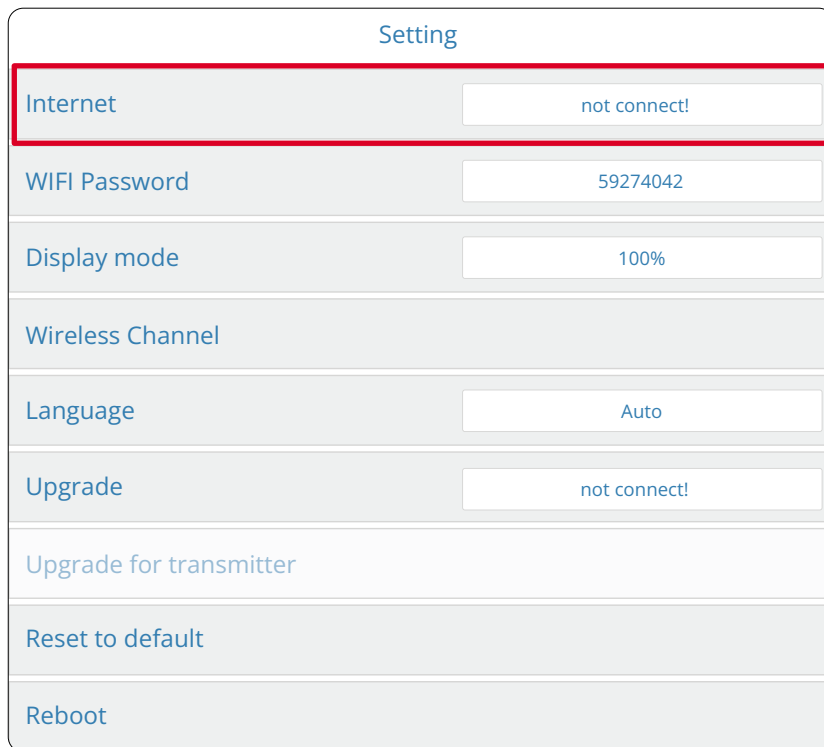 Setting
Internet not connect!
WIFI Password 59274042
Display mode 100%
Wireless Channel
Language Auto
Upgrade not connect!
Upgrade for transmitter
Reset to default
Reboot